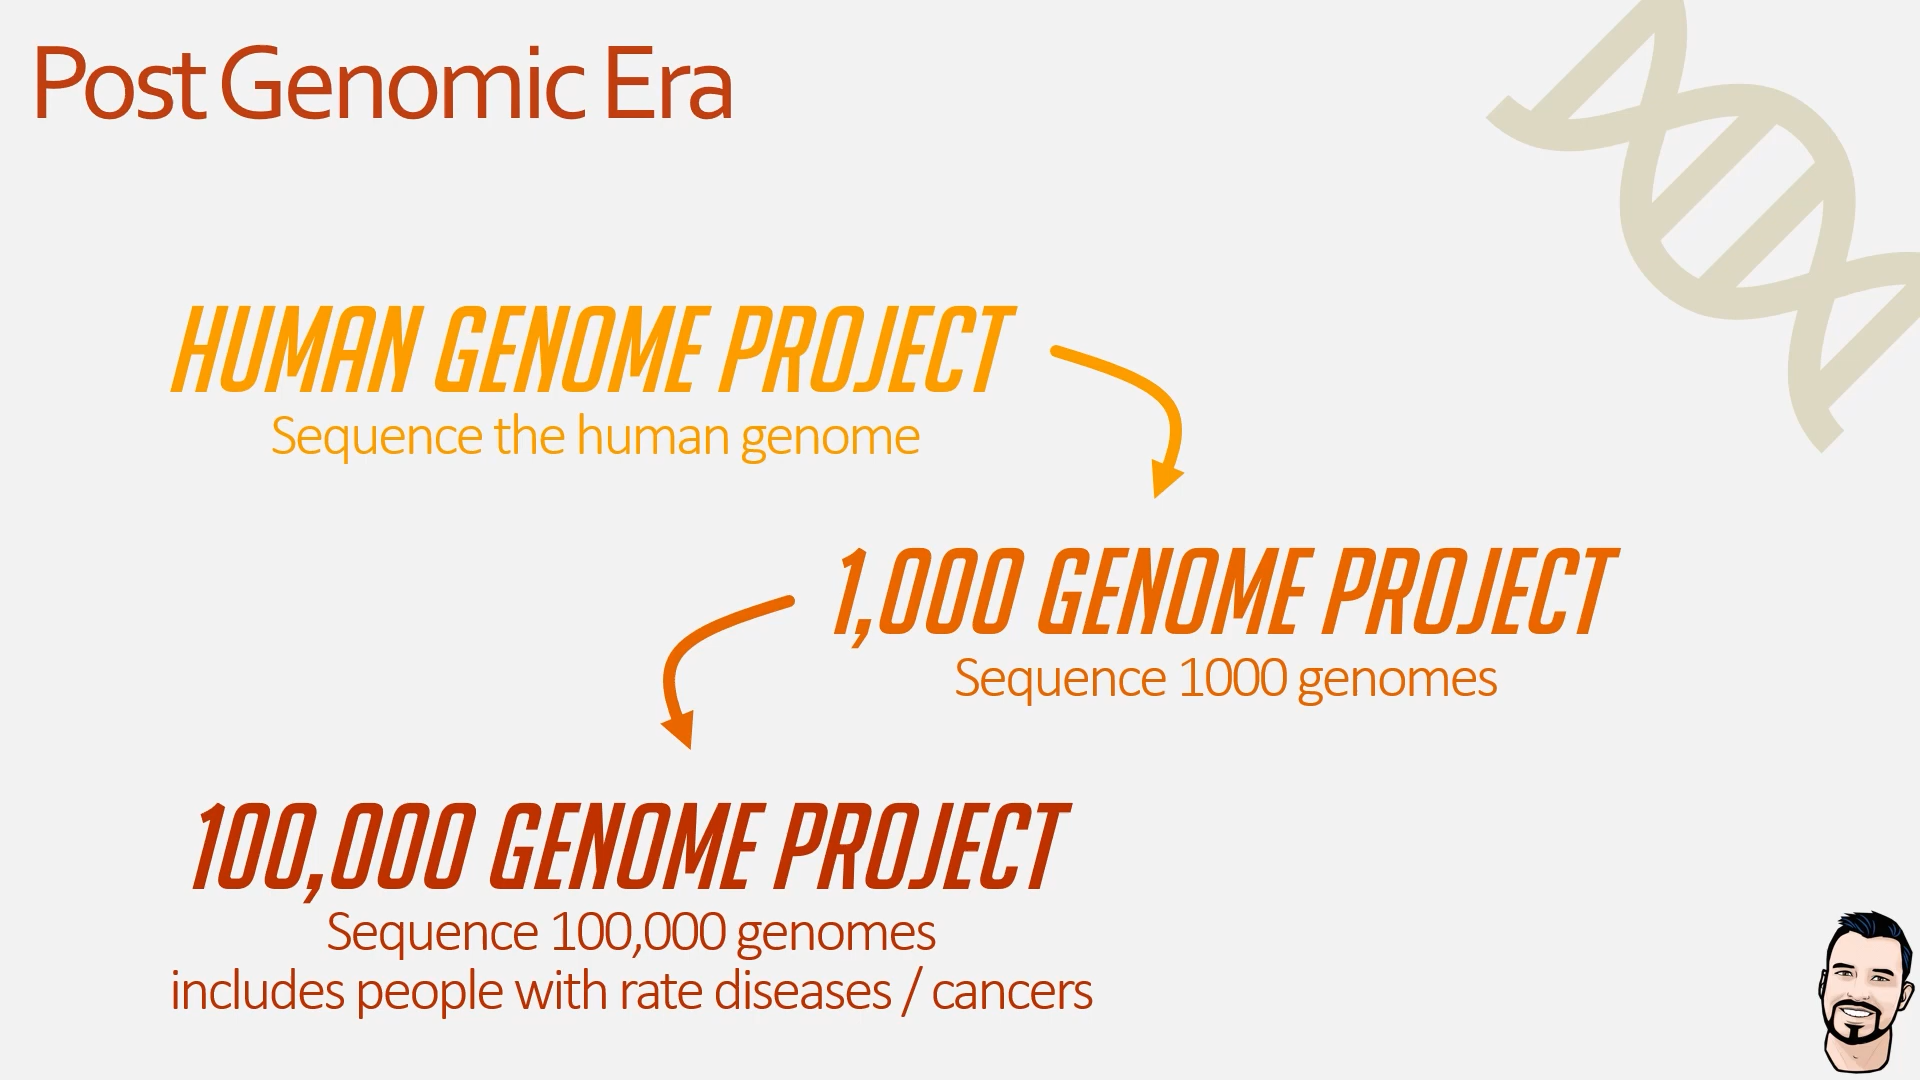 Post Genomic Era
HUMAN GENOME PROJECT
Sequence the human genome
1,000 GENOME PROJECT
Sequence 1000 genomes
100,000 GENOME PROJECT
Sequence 100,000 genomes
includes people with rate diseases / cancers